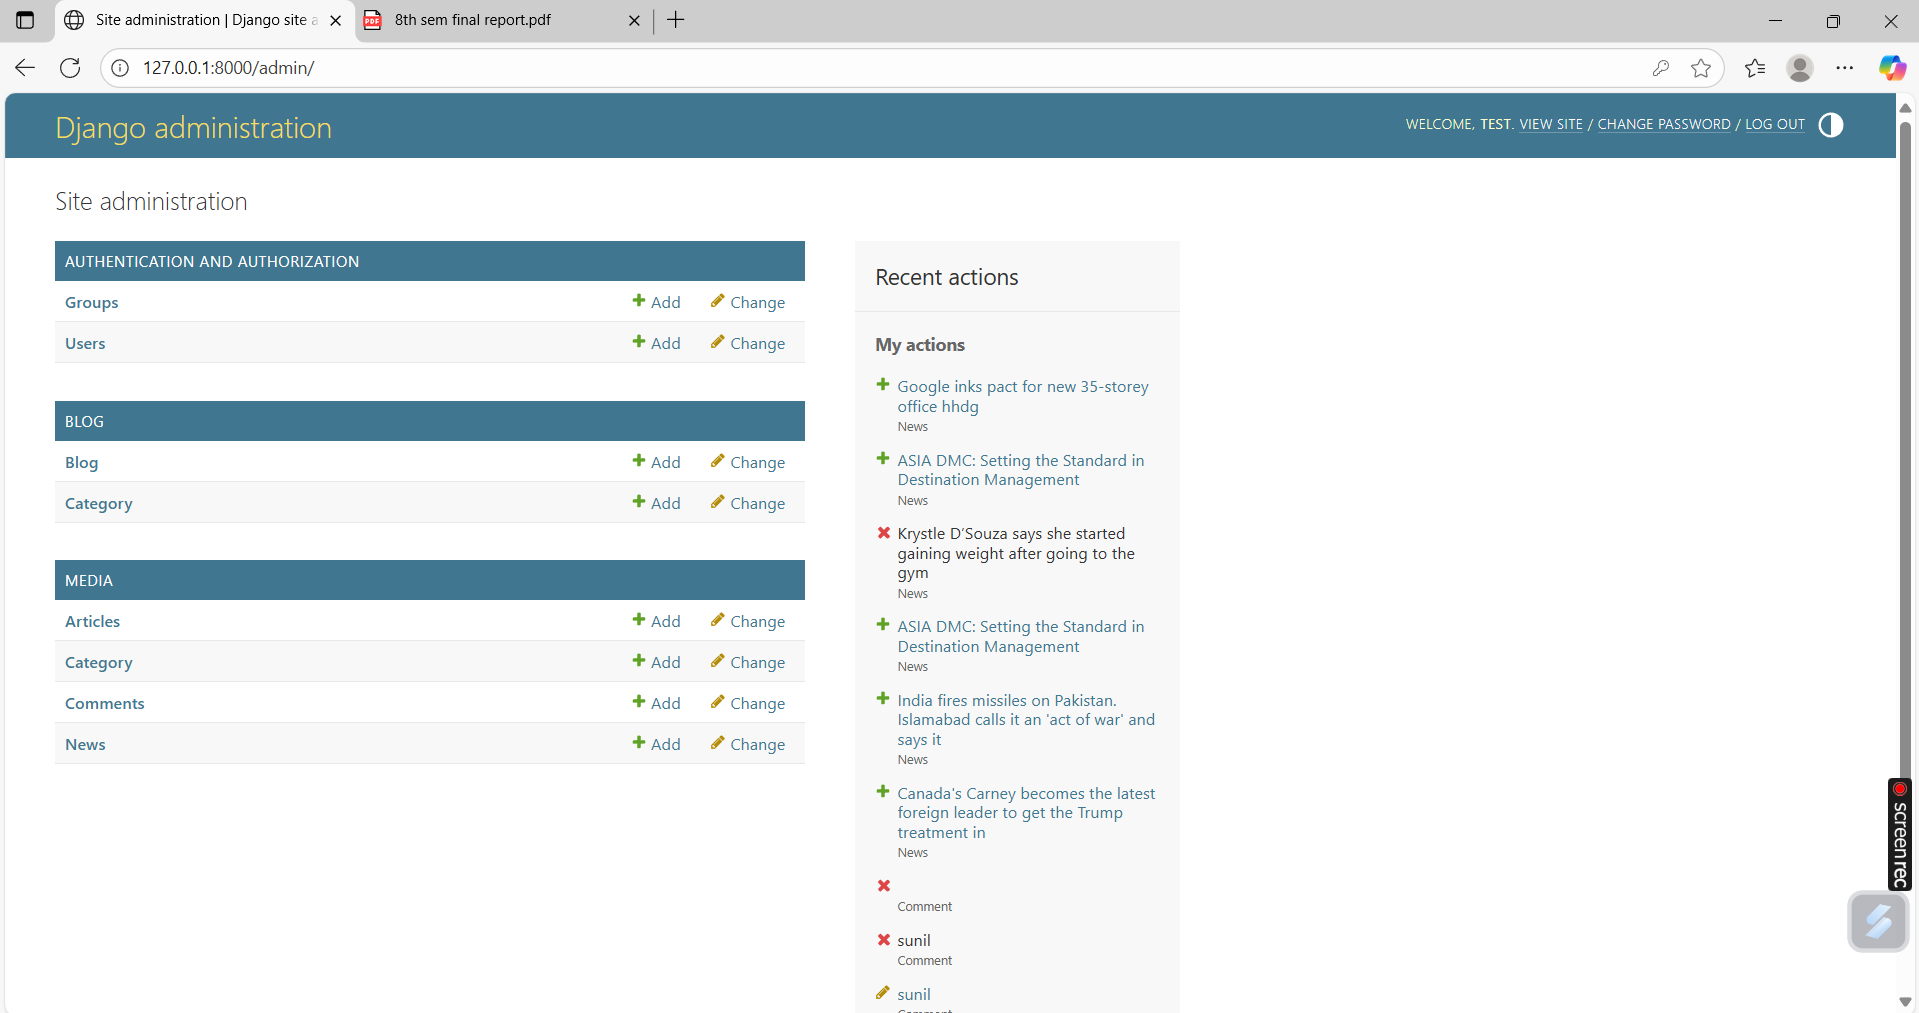 Site administration | Django site a
PDF
8th sem final report.pdf
127.0.0.1:8000/admin/
Django administration
WELCOME, TEST. VIEW SITE / CHANGE PASSWORD / LOG OUT
Site administration
AUTHENTICATION AND AUTHORIZATION
Groups Add Change
Users Add Change
BLOG
Blog Add Change
Category Add Change
MEDIA
Articles Add Change
Category Add Change
Comments Add Change
News Add Change
Recent actions
My actions
Google inks pact for new 35-storey
office hhdg
News
ASIA DMC: Setting the Standard in
Destination Management
News
Krystle D’Souza says she started
gaining weight after going to the
gym
News
ASIA DMC: Setting the Standard in
Destination Management
News
India fires missiles on Pakistan.
Islamabad calls it an 'act of war' and
says it
News
Canada's Carney becomes the latest
foreign leader to get the Trump
treatment in
News
Comment
sunil
Comment
sunil
screenrec